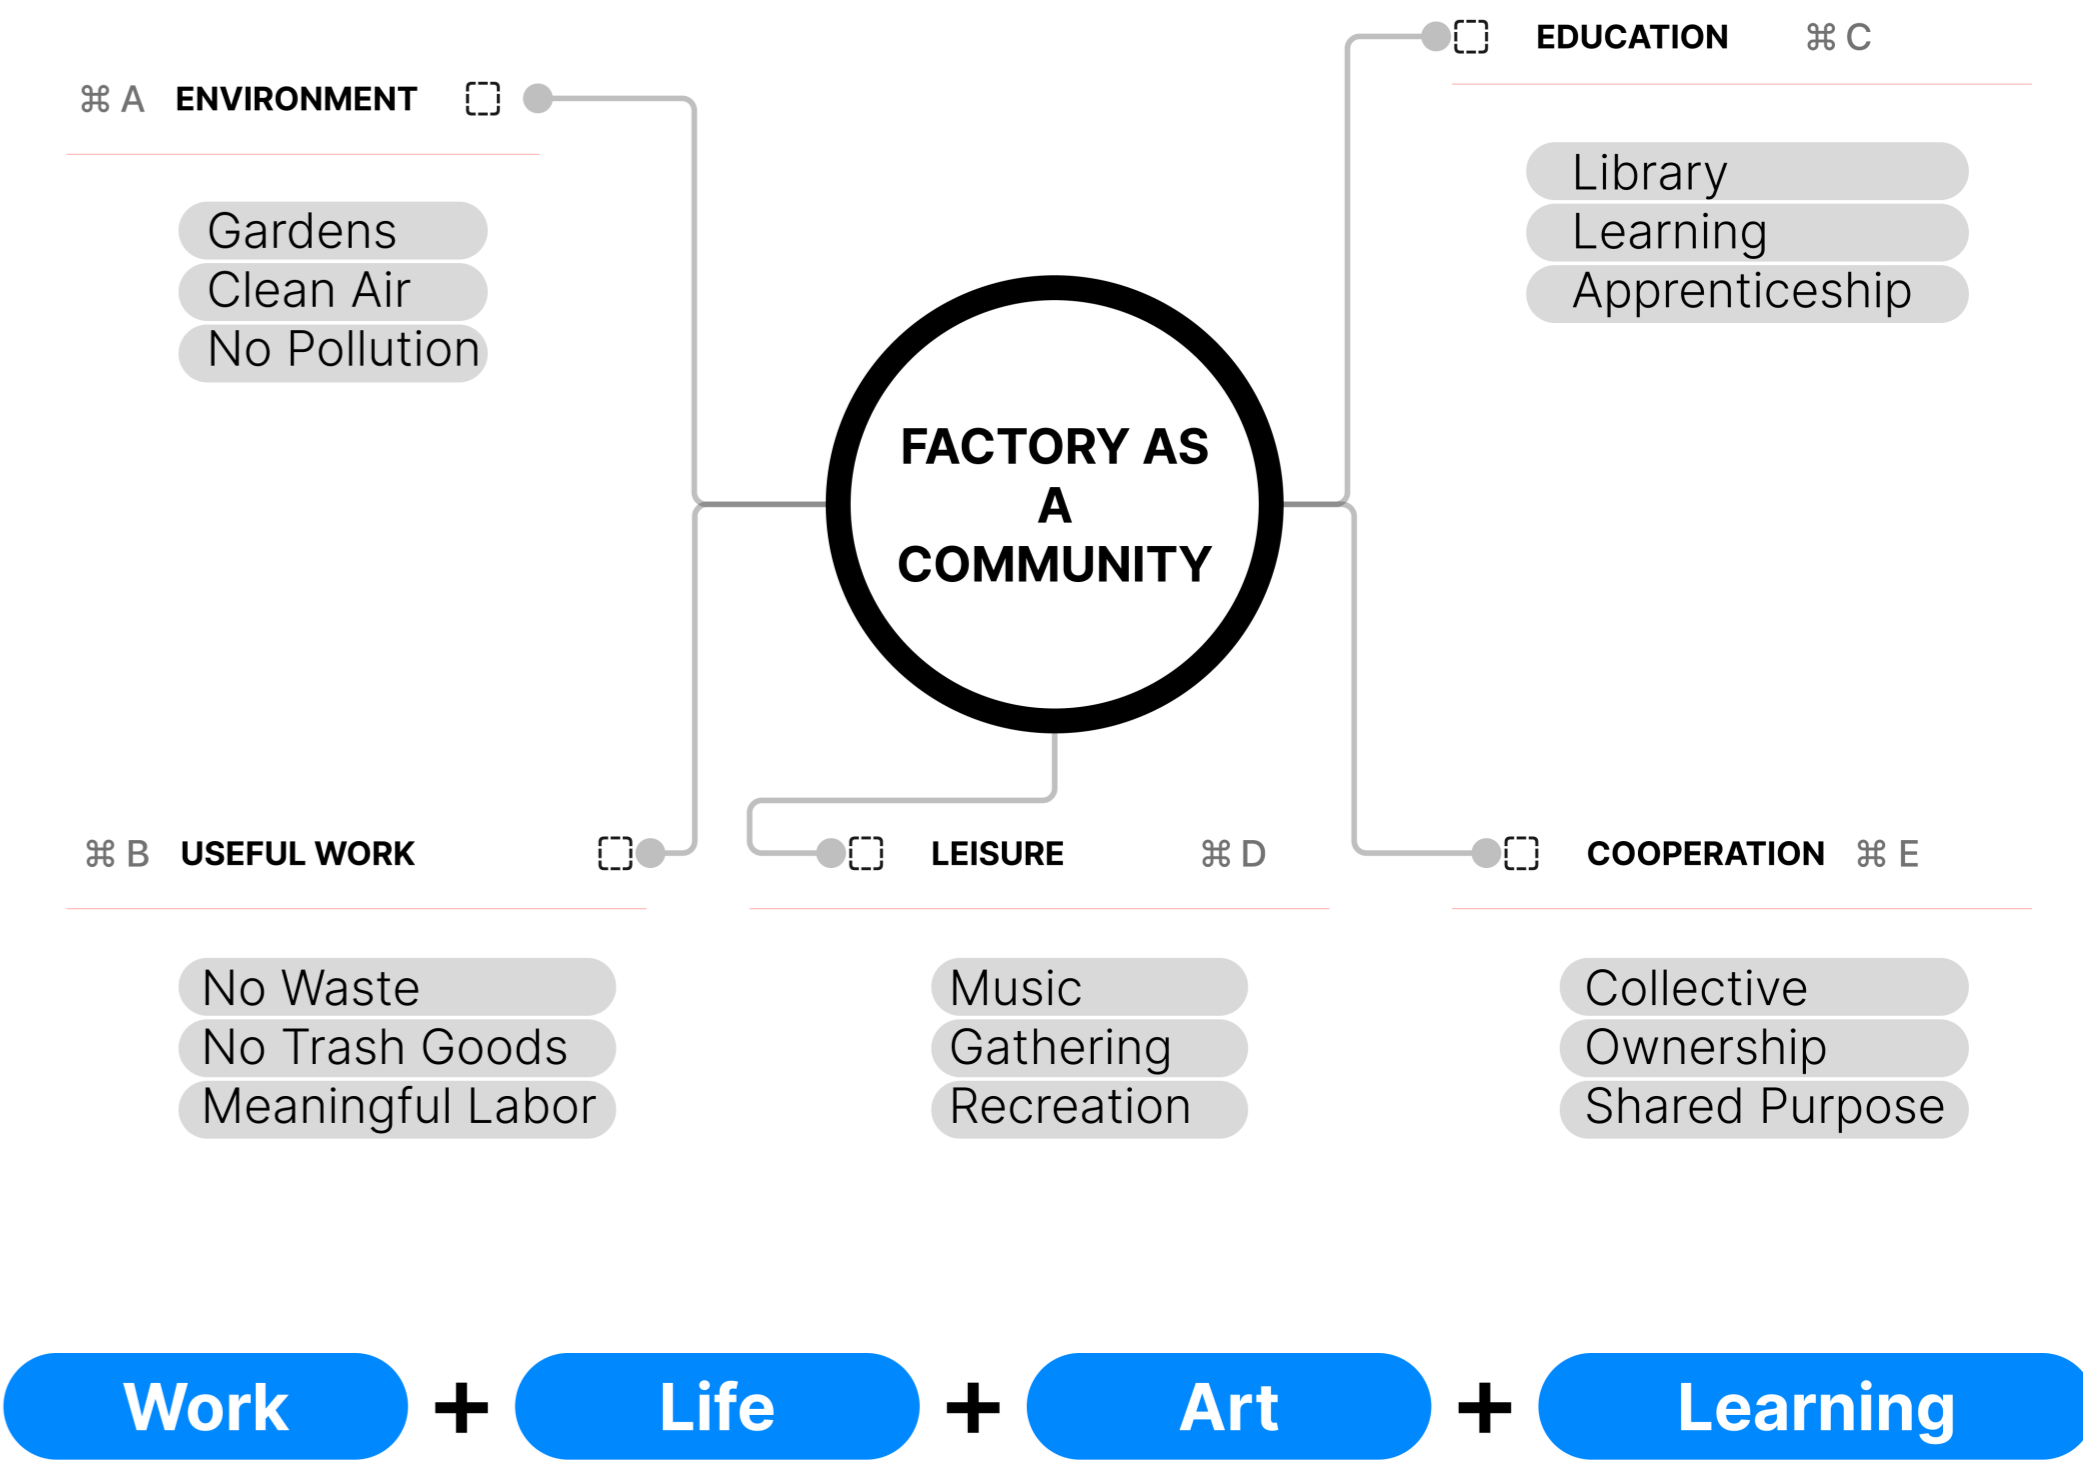 ⌘ A ENVIRONMENT
Gardens
Clean Air
No Pollution
EDUCATION ⌘ C
Library
Learning
Apprenticeship
FACTORY AS
A
COMMUNITY
⌘ B USEFUL WORK
No Waste
No Trash Goods
Meaningful Labor
LEISURE ⌘ D
Music
Gathering
Recreation
COOPERATION ⌘ E
Collective
Ownership
Shared Purpose
Work + Life + Art + Learning